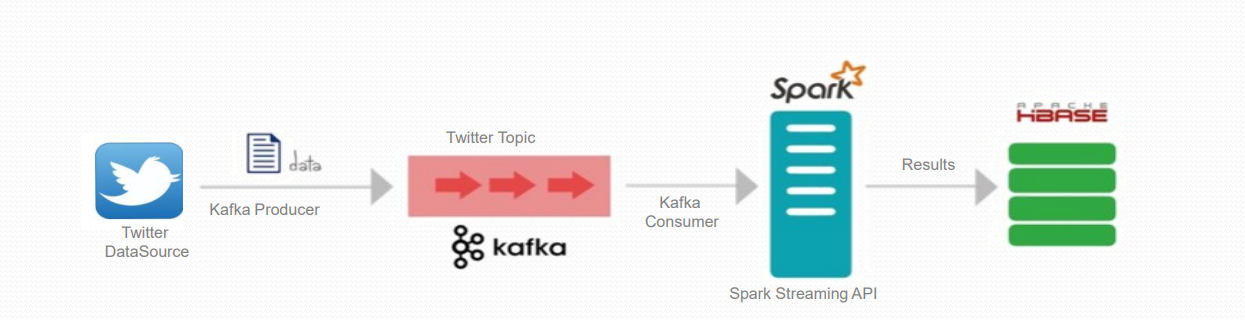 Spark
APACHE
HBASE
Twitter Topic
data
Results
Kafka Producer
Kafka
Consumer
Twitter
DataSource
kafka
Spark Streaming API